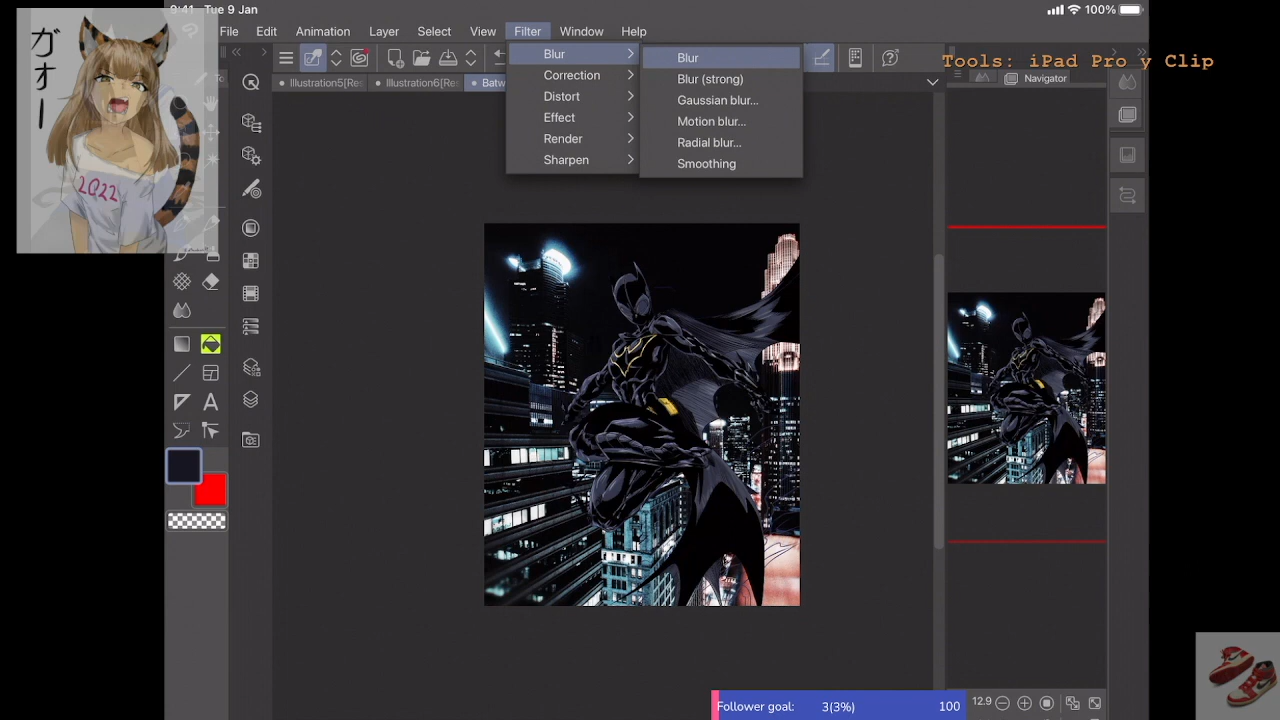 9:41 Tue 9 Jan
100%
File Edit Animation Layer Select View Filter Window Help
Tools: iPad Pro y Clip
Illustration5[Re
Illustration6[Re
Batw
Navigator
Blur
Correction
Distort
Effect
Render
Sharpen
Blur
Blur (strong)
Gaussian blur...
Motion blur...
Radial blur...
Smoothing
ガオー
2022
12.9
Follower goal: 3(3%) 100